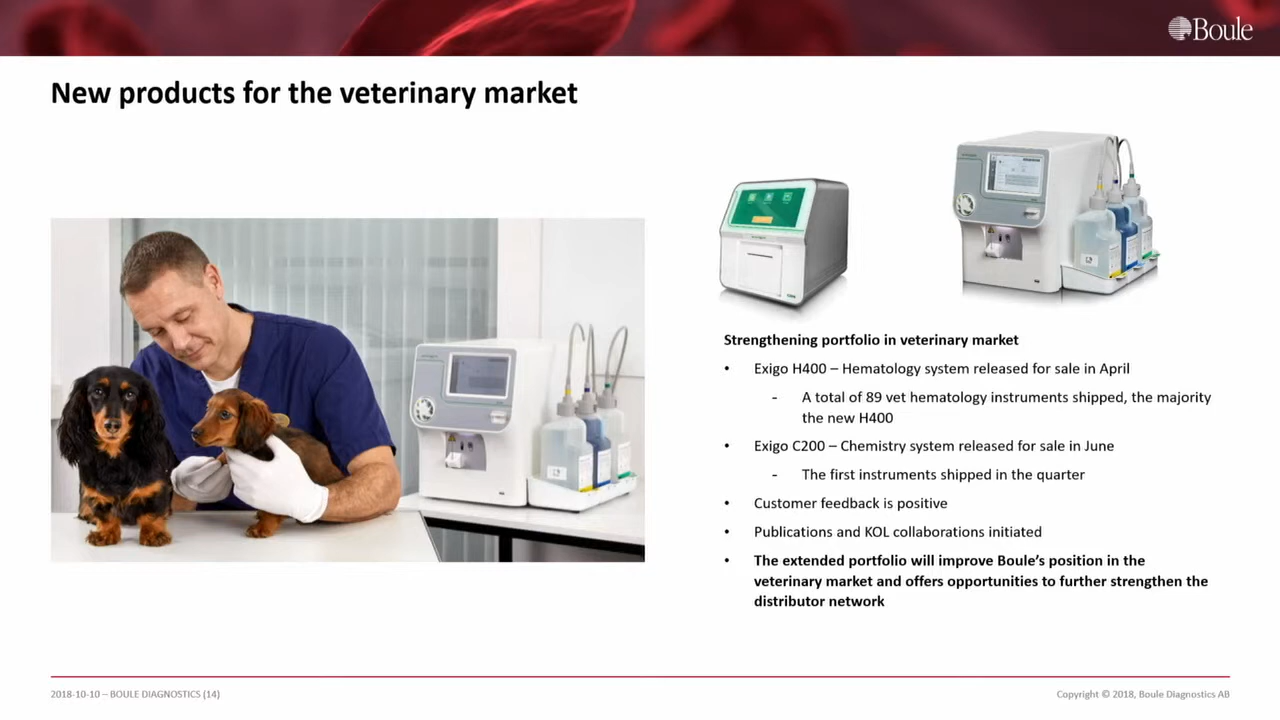 Boule
New products for the veterinary market
Strengthening portfolio in veterinary market
• Exigo H400 – Hematology system released for sale in April
- A total of 89 vet hematology instruments shipped, the majority
the new H400
• Exigo C200 – Chemistry system released for sale in June
- The first instruments shipped in the quarter
• Customer feedback is positive
• Publications and KOL collaborations initiated
• The extended portfolio will improve Boule's position in the
veterinary market and offers opportunities to further strengthen the
distributor network
2018-10-10 – BOULE DIAGNOSTICS (14)
Copyright © 2018, Boule Diagnostics AB